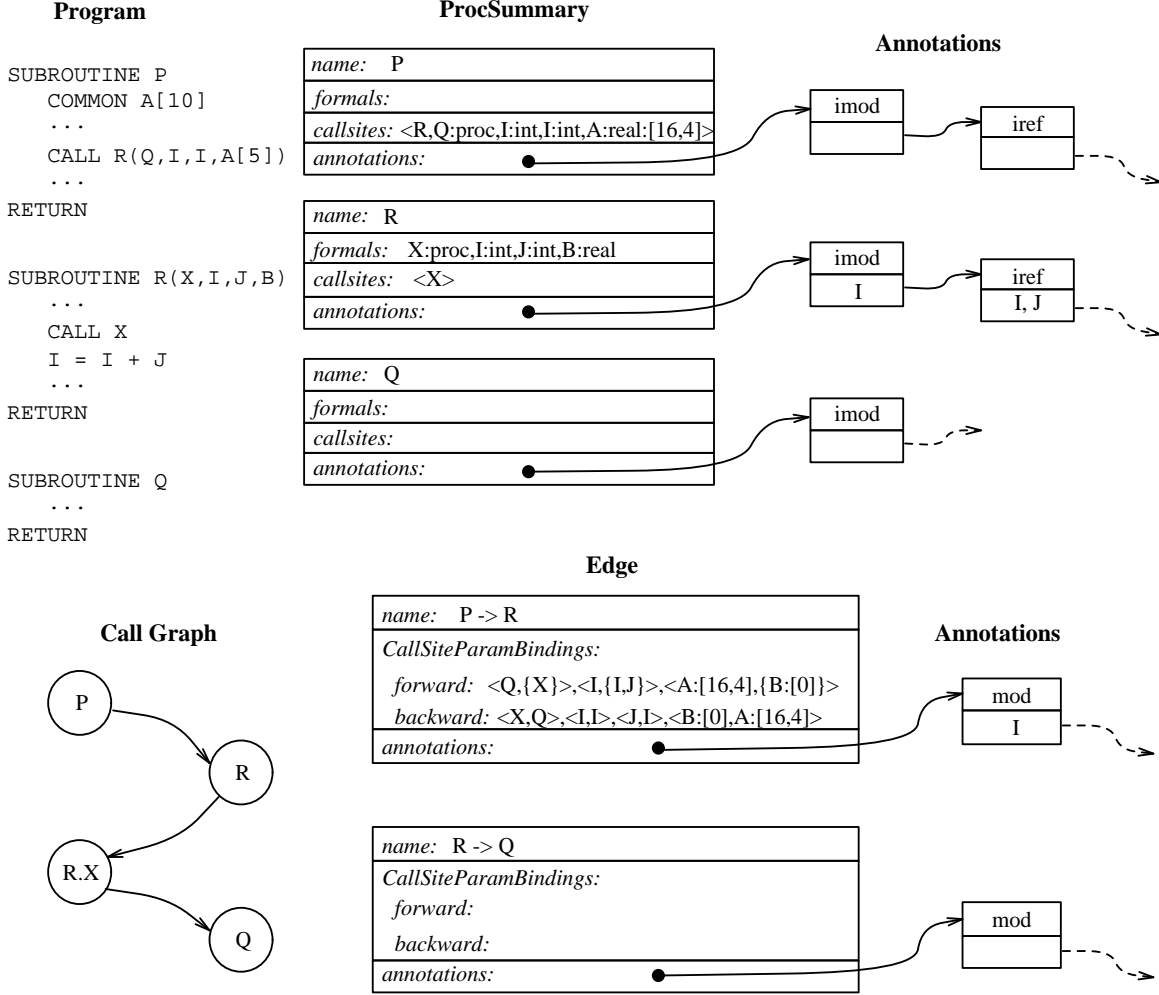 Program
SUBROUTINE P
COMMON A[10]
...
CALL R(Q,I,I,A[5])
...
RETURN
SUBROUTINE R(X,I,J,B)
...
CALL X
I = I + J
...
RETURN
SUBROUTINE Q
...
RETURN
ProcSummary
name: P
formals:
callsites: <R,Q:proc,I:int,I:int,A:real:[16,4]>
annotations:
name: R
formals: X:proc,I:int,J:int,B:real
callsites: <X>
annotations:
name: Q
formals:
callsites:
annotations:
Annotations
imod
iref
imod
I
iref
I, J
imod
Call Graph
P
R
R.X
Q
Edge
name: P -> R
CallSiteParamBindings:
forward: <Q,{X}>,<I,{I,J}>,<A:[16,4],{B:[0]}>
backward: <X,Q>,<I,I>,<J,I>,<B:[0],A:[16,4]>
annotations:
name: R -> Q
CallSiteParamBindings:
forward:
backward:
annotations:
Annotations
mod
I
mod